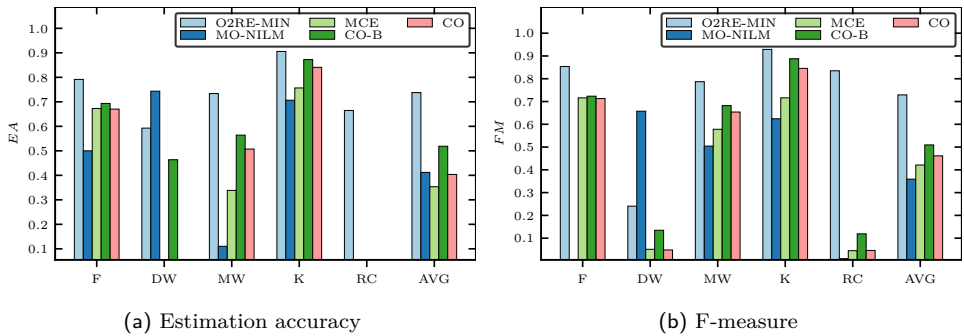 O2RE-MIN MCE CO
MO-NILM CO-B
1.0
0.9
0.8
0.7
0.6
0.5
0.4
0.3
0.2
0.1
EA
F DW MW K RC AVG
(a) Estimation accuracy
O2RE-MIN MCE CO
MO-NILM CO-B
1.0
0.9
0.8
0.7
0.6
0.5
0.4
0.3
0.2
0.1
FM
F DW MW K RC AVG
(b) F-measure